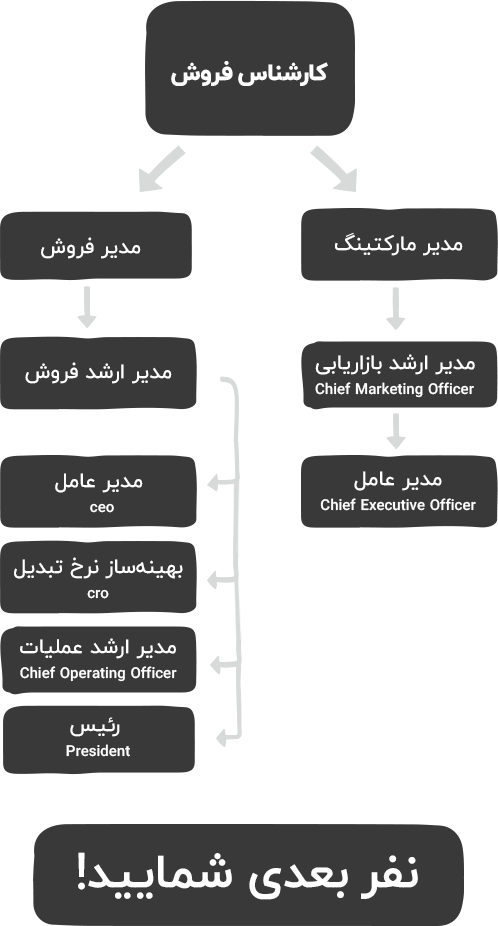 کارشناس فروش
مدیر مارکتینگ
مدیر ارشد بازاریابی
Chief Marketing Officer
مدیر عامل
Chief Executive Officer
مدیر فروش
مدیر ارشد فروش
مدیر عامل
ceo
بهینه‌ساز نرخ تبدیل
cro
مدیر ارشد عملیات
Chief Operating Officer
رئیس
President
نفر بعدی شمایید!